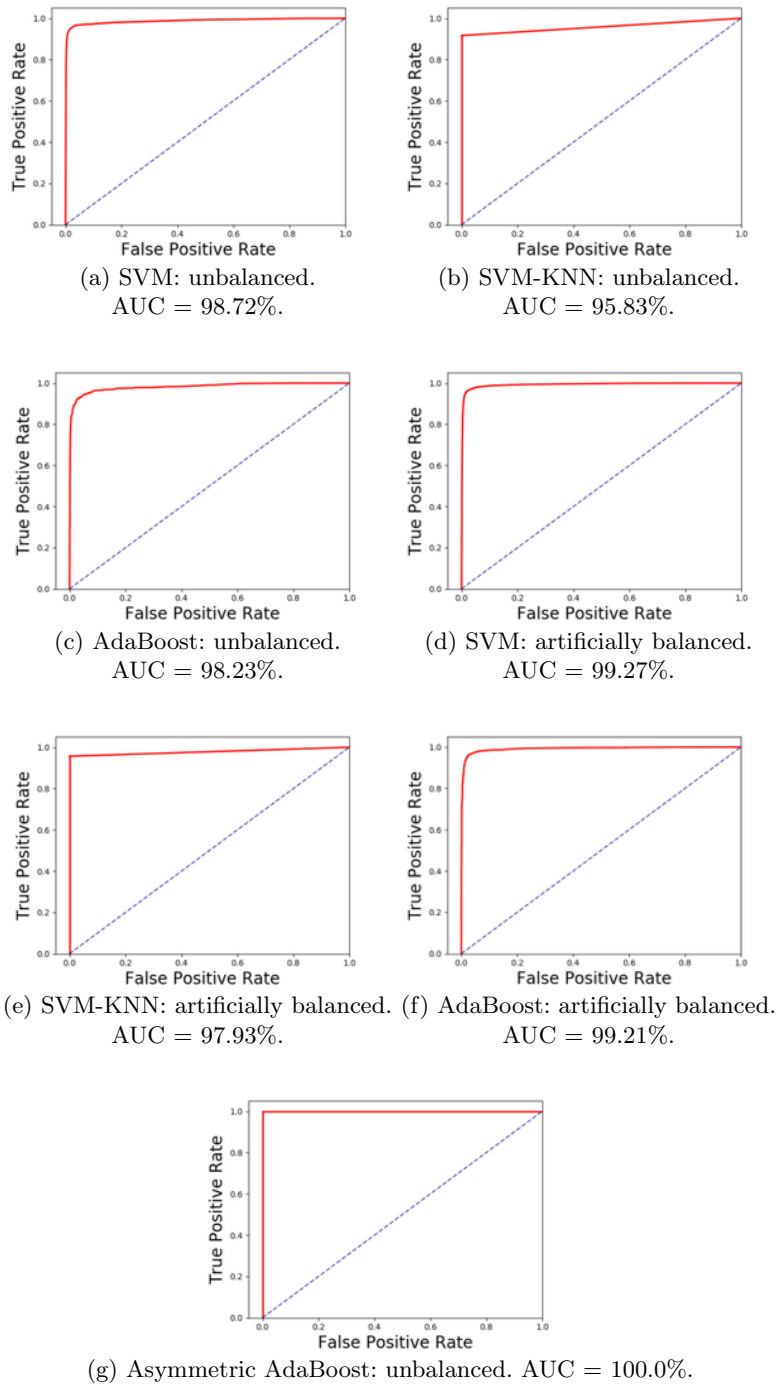 1.0
0.8
0.6
0.4
0.2
0.0
True Positive Rate
0.0 0.2 0.4 0.6 0.8 1.0
False Positive Rate
(a) SVM: unbalanced.
AUC = 98.72%.
1.0
0.8
0.6
0.4
0.2
0.0
True Positive Rate
0.0 0.2 0.4 0.6 0.8 1.0
False Positive Rate
(b) SVM-KNN: unbalanced.
AUC = 95.83%.
1.0
0.8
0.6
0.4
0.2
0.0
True Positive Rate
0.0 0.2 0.4 0.6 0.8 1.0
False Positive Rate
(c) AdaBoost: unbalanced.
AUC = 98.23%.
1.0
0.8
0.6
0.4
0.2
0.0
True Positive Rate
0.0 0.2 0.4 0.6 0.8 1.0
False Positive Rate
(d) SVM: artificially balanced.
AUC = 99.27%.
1.0
0.8
0.6
0.4
0.2
0.0
True Positive Rate
0.0 0.2 0.4 0.6 0.8 1.0
False Positive Rate
(e) SVM-KNN: artificially balanced.
AUC = 97.93%.
1.0
0.8
0.6
0.4
0.2
0.0
True Positive Rate
0.0 0.2 0.4 0.6 0.8 1.0
False Positive Rate
(f) AdaBoost: artificially balanced.
AUC = 99.21%.
1.0
0.8
0.6
0.4
0.2
0.0
True Positive Rate
0.0 0.2 0.4 0.6 0.8 1.0
False Positive Rate
(g) Asymmetric AdaBoost: unbalanced. AUC = 100.0%.